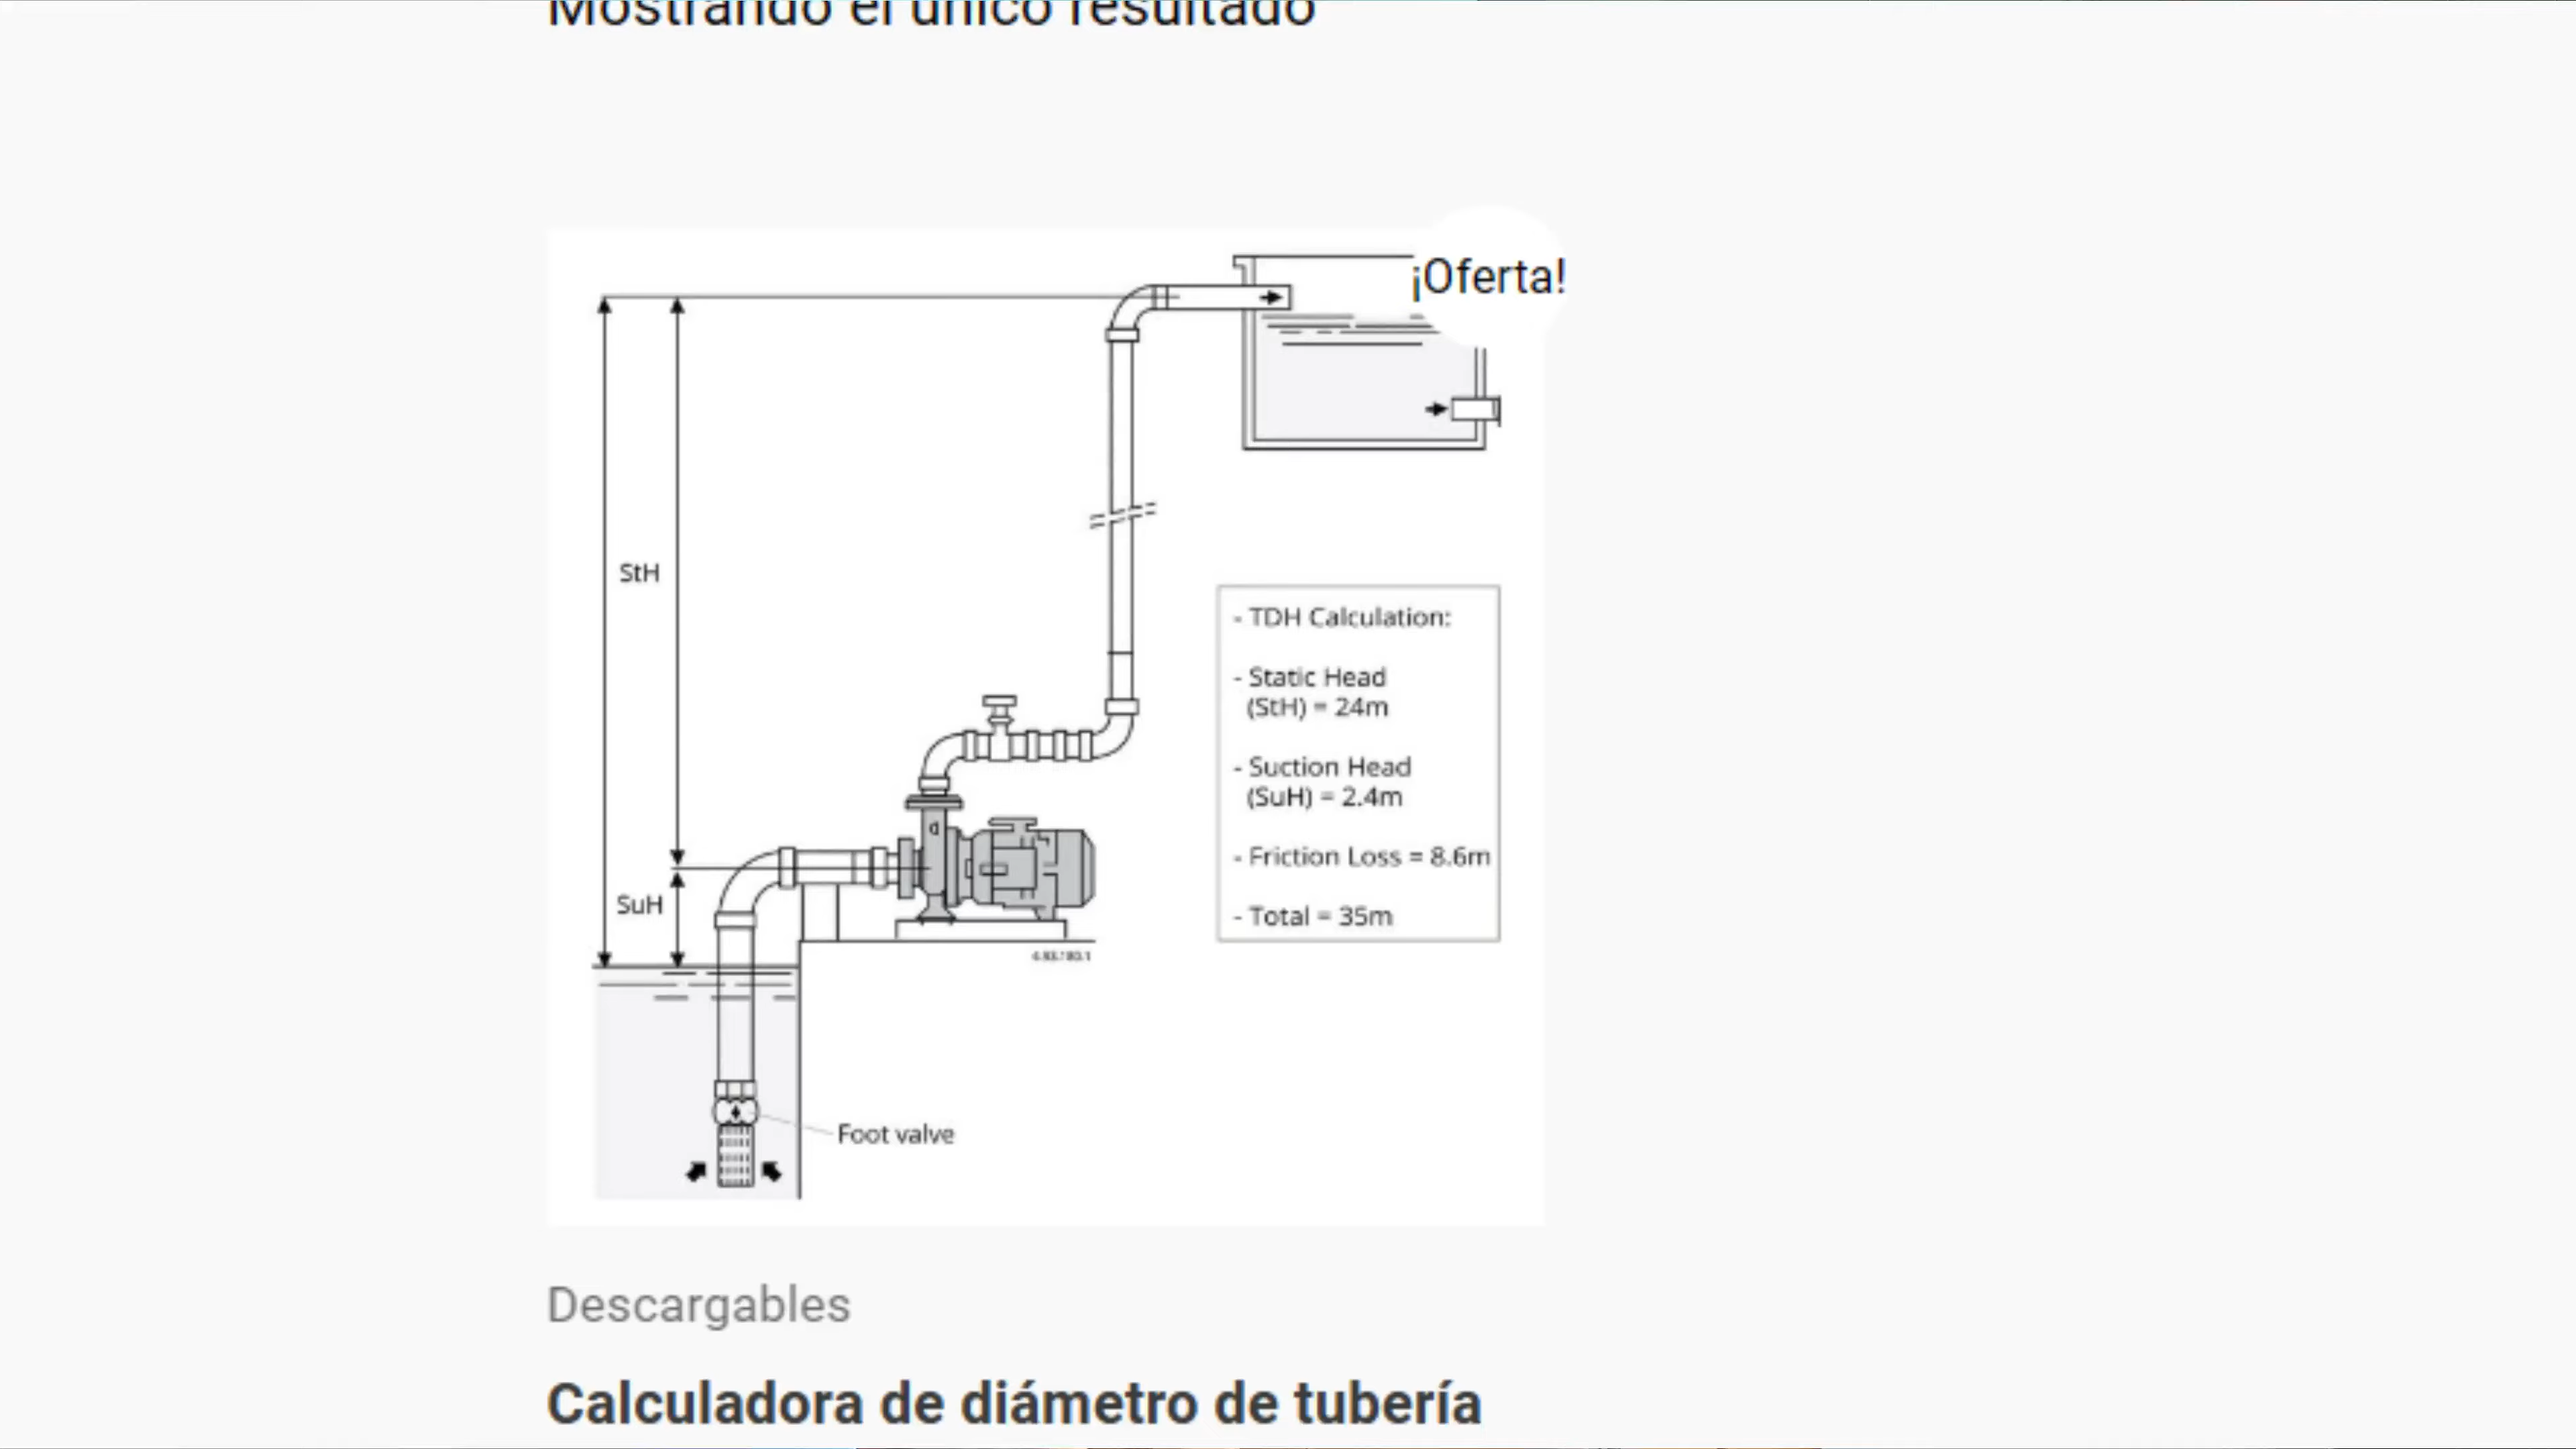 Mostrando el único resultado
¡Oferta!
StH
- TDH Calculation:
- Static Head
(StH) = 24m
- Suction Head
(SuH) = 2.4m
- Friction Loss = 8.6m
- Total = 35m
SuH
Foot valve
Descargables
Calculadora de diámetro de tubería